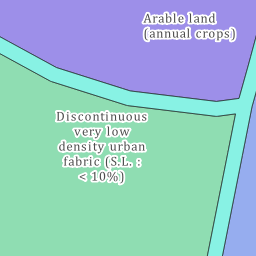 Arable land
(annual crops)
Discontinuous
very low
density urban
fabric (S.L. :
< 10%)